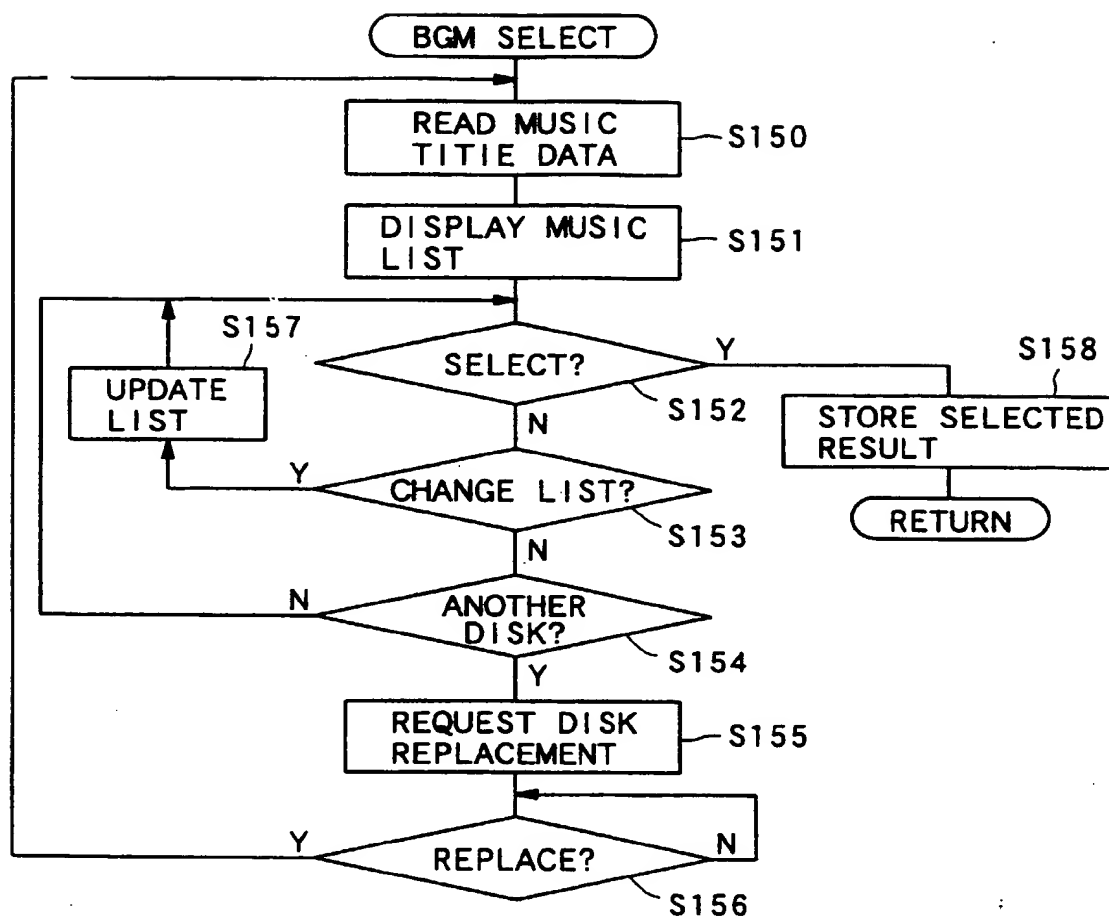 BGM SELECT
READ MUSIC
TITIE DATA
S150
DISPLAY MUSIC
LIST
S151
S157
UPDATE
LIST
SELECT?
Y
S152
N
S158
STORE SELECTED
RESULT
RETURN
Y
CHANGE LIST?
S153
N
N
ANOTHER
DISK?
S154
Y
REQUEST DISK
REPLACEMENT
S155
Y
REPLACE?
N
S156